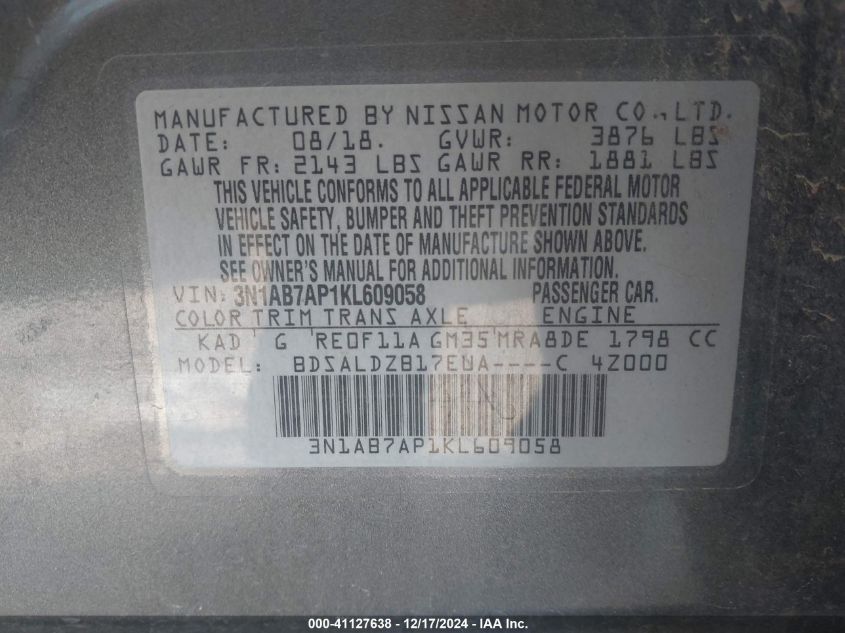 MANUFACTURED BY NISSAN MOTOR CO., LTD.
DATE: 08/18. GVWR: 3876 LBS
GAWR FR: 2143 LBS GAWR RR: 1881 LBS
THIS VEHICLE CONFORMS TO ALL APPLICABLE FEDERAL MOTOR
VEHICLE SAFETY, BUMPER AND THEFT PREVENTION STANDARDS
IN EFFECT ON THE DATE OF MANUFACTURE SHOWN ABOVE.
SEE OWNER'S MANUAL FOR ADDITIONAL INFORMATION.
VIN: 3N1AB7AP1KL609058 PASSENGER CAR.
COLOR TRIM TRANS AXLE ENGINE
KAD G RE0F11A GM35 MRA8DE 1798 CC
MODEL: BDSALDZB17EUA----C 4Z000
3N1AB7AP1KL609058
000-41127638 - 12/17/2024 - IAA Inc.